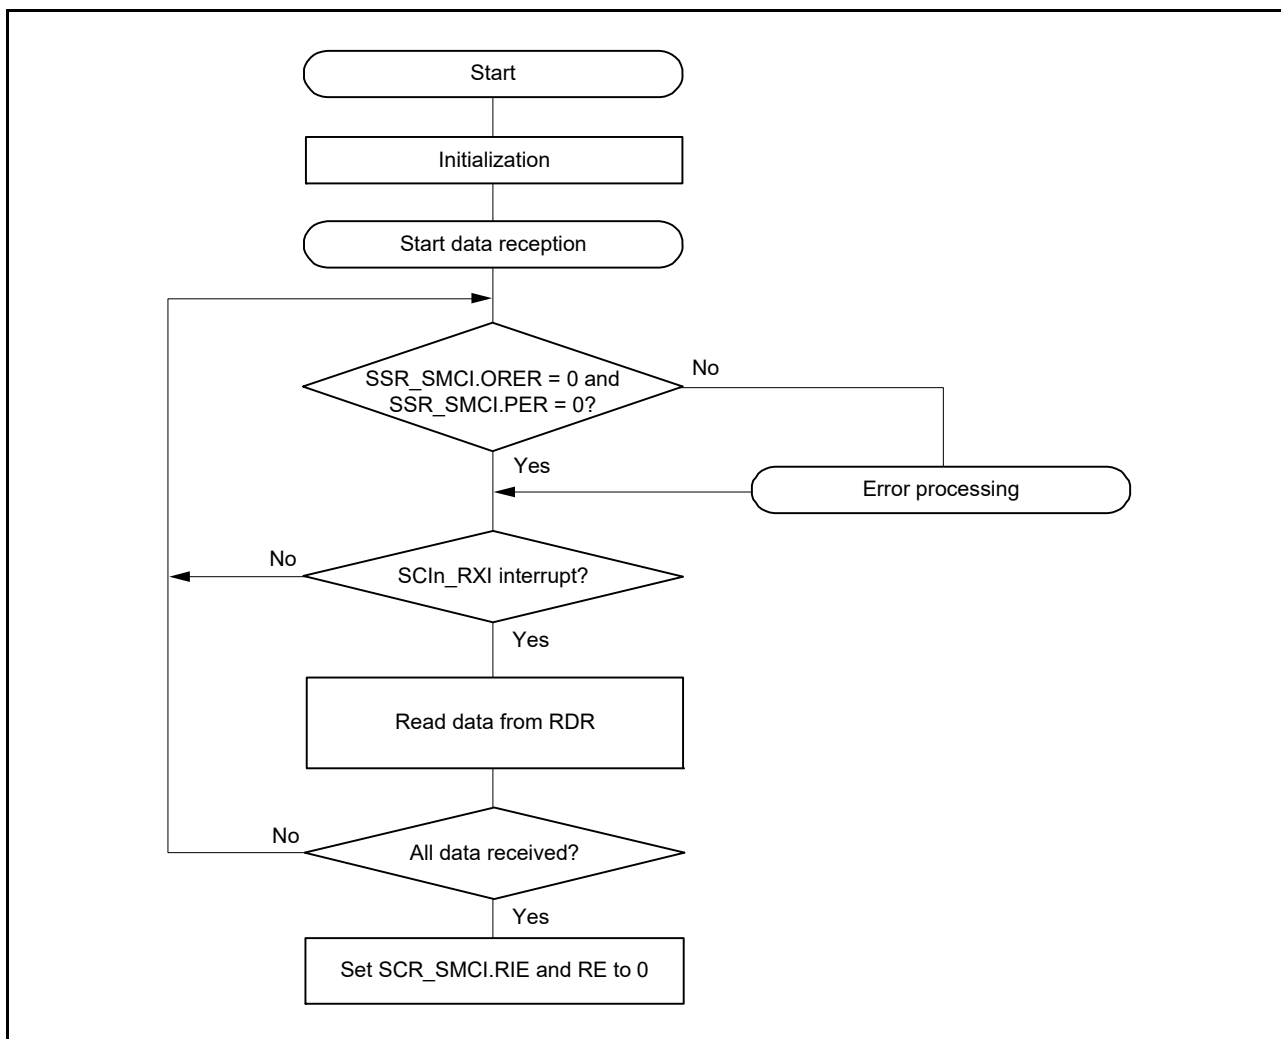 Start
Initialization
Start data reception
SSR_SMCI.ORER = 0 and
SSR_SMCI.PER = 0?
No
Yes
Error processing
No
SCIn_RXI interrupt?
Yes
Read data from RDR
No
All data received?
Yes
Set SCR_SMCI.RIE and RE to 0